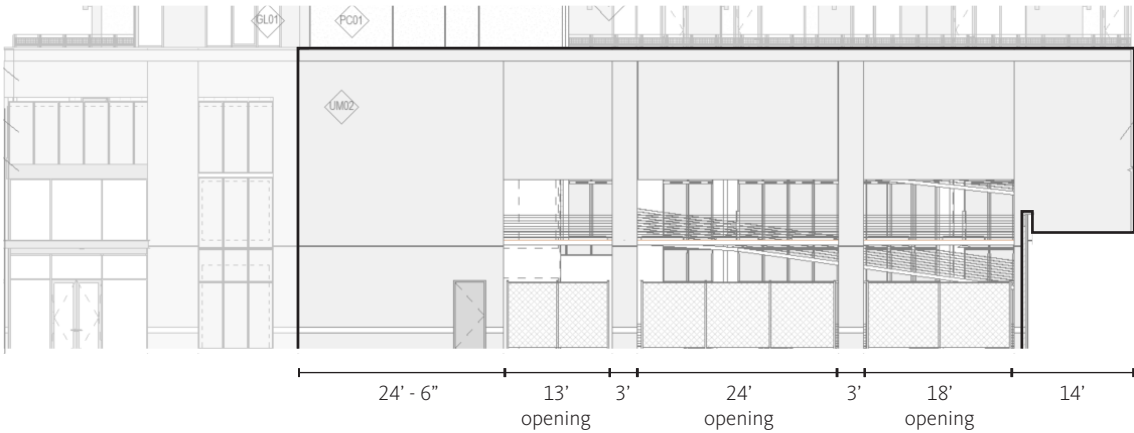 GL01
PC01
UM02
24’ - 6”
13’
opening
3’
24’
opening
3’
18’
opening
14’